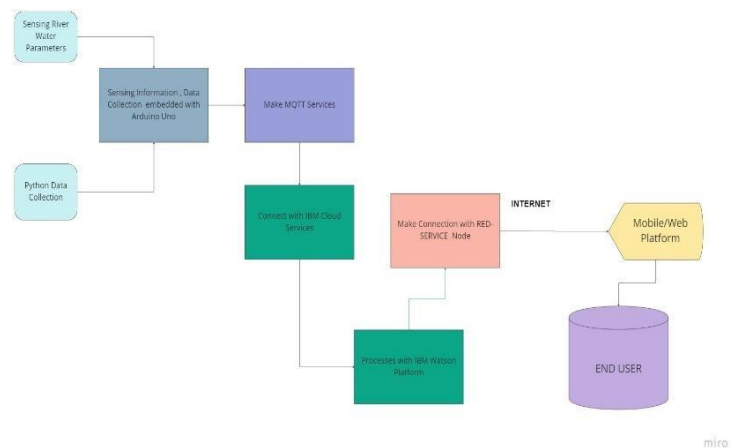 Sensing River
Water
Parameters
Sensing Information , Data
Collection embedded with
Arduino Uno
Make MQTT Services
Python Data
Collection
Connect with IBM Cloud
Services
Make Connection with RED-
SERVICE Node
INTERNET
Mobile/Web
Platform
Processes with IBM Watson
Platform
END USER
miro